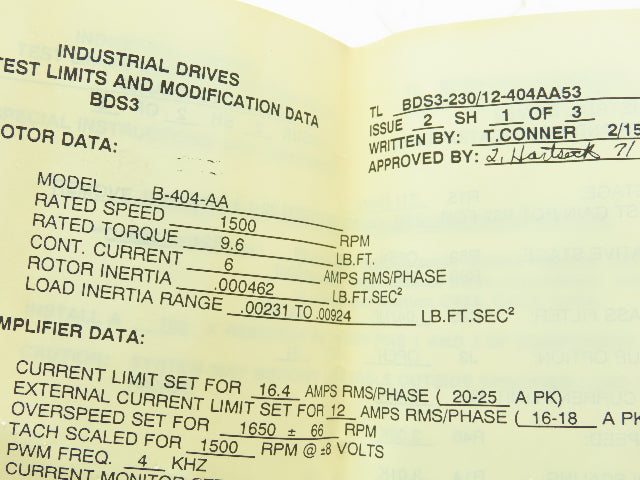 INDUSTRIAL DRIVES
TEST LIMITS AND MODIFICATION DATA
BDS3
TL BDS3-230/12-404AA53
ISSUE 2 SH 1 OF 3
WRITTEN BY: T.CONNER 2/15
APPROVED BY: 7/
OTOR DATA:
MODEL B-404-AA
RATED SPEED 1500 RPM
RATED TORQUE 9.6 LB.FT.
CONT. CURRENT 6 AMPS RMS/PHASE
ROTOR INERTIA .000462 LB.FT.SEC²
LOAD INERTIA RANGE .00231 TO .00924 LB.FT.SEC²
MPLIFIER DATA:
CURRENT LIMIT SET FOR 16.4 AMPS RMS/PHASE ( 20-25 A PK)
EXTERNAL CURRENT LIMIT SET FOR 12 AMPS RMS/PHASE ( 16-18 A PK
OVERSPEED SET FOR 1650 ± 66 RPM
TACH SCALED FOR 1500 RPM @ ±8 VOLTS
PWM FREQ. 4 KHZ
CURRENT MONITOR